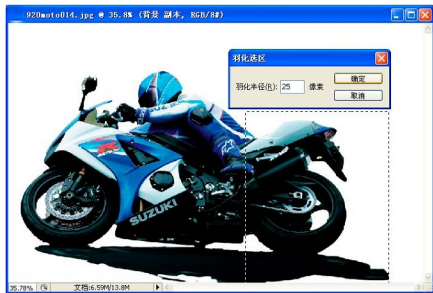 920moto014.jpg @ 35.8% (背景 副本, RGB/8#)
羽化选区
羽化半径(R): 25 像素
确定
取消
R
SUZUKI
35.78%
文档:6.59M/13.8M